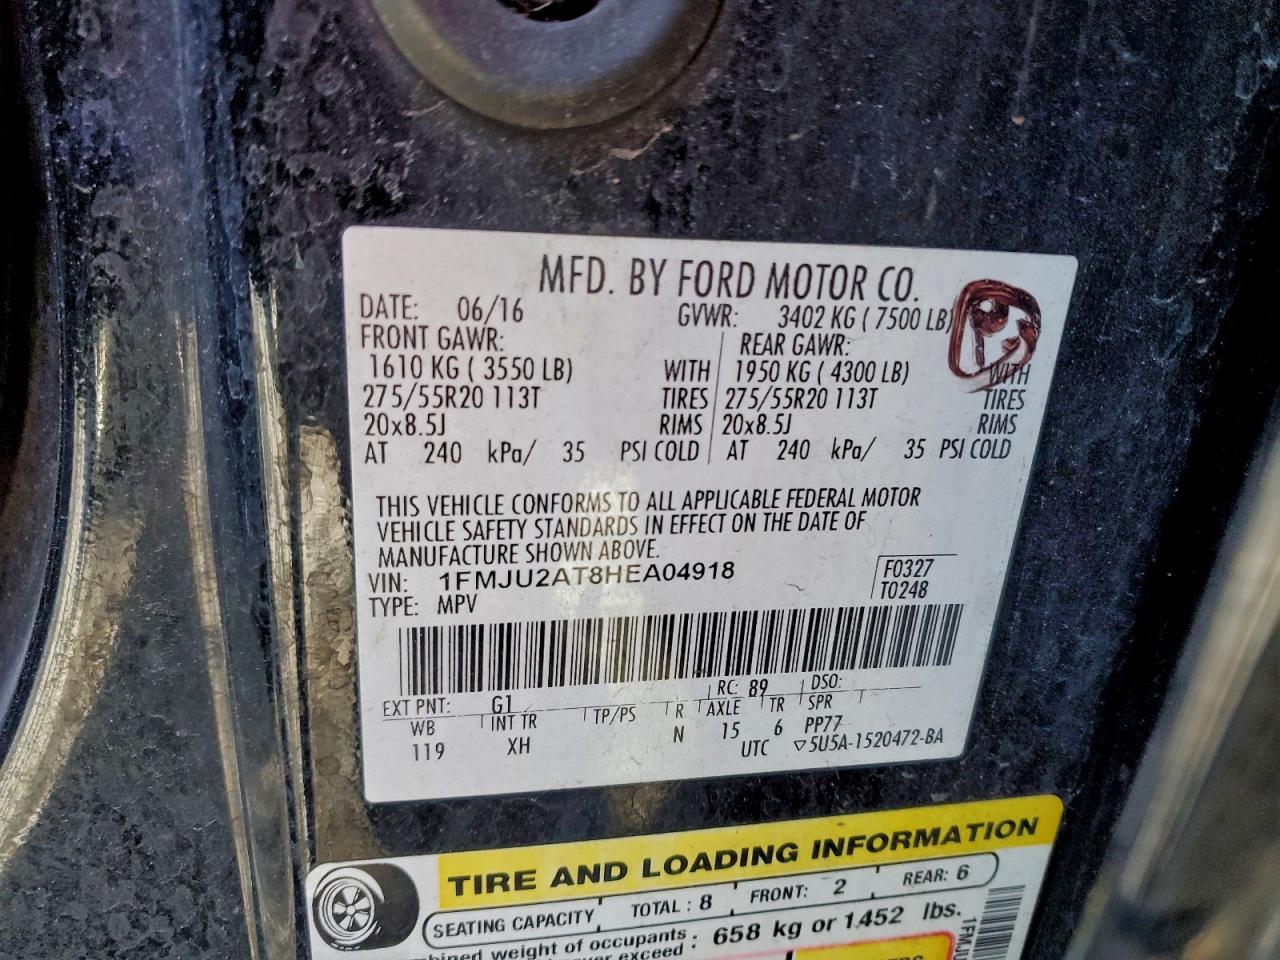 MFD. BY FORD MOTOR CO.
DATE: 06/16 GVWR: 3402 KG ( 7500 LB)
FRONT GAWR: REAR GAWR:
1610 KG ( 3550 LB) WITH 1950 KG ( 4300 LB) WITH
275/55R20 113T TIRES 275/55R20 113T TIRES
20x8.5J RIMS 20x8.5J RIMS
AT 240 kPa/ 35 PSI COLD AT 240 kPa/ 35 PSI COLD
THIS VEHICLE CONFORMS TO ALL APPLICABLE FEDERAL MOTOR
VEHICLE SAFETY STANDARDS IN EFFECT ON THE DATE OF
MANUFACTURE SHOWN ABOVE.
VIN: 1FMJU2AT8HEA04918 F0327
TYPE: MPV T0248
EXT PNT: G1 RC: 89 DSO:
WB INT TR TP/PS R AXLE TR SPR
119 XH N 15 6 PP77
UTC ▽5U5A-1520472-BA
TIRE AND LOADING INFORMATION
SEATING CAPACITY TOTAL : 8 FRONT: 2 REAR: 6
weight of occupants : 658 kg or 1452 lbs.
exceed